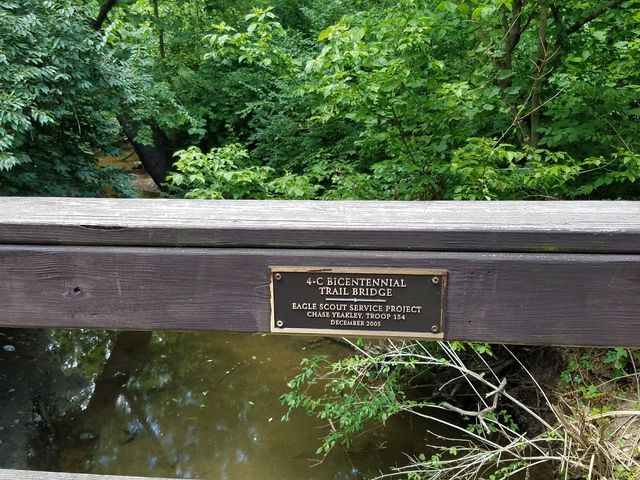 4-C BICENTENNIAL
TRAIL BRIDGE
EAGLE SCOUT SERVICE PROJECT
CHASE YEAKLEY, TROOP 154
DECEMBER 2005